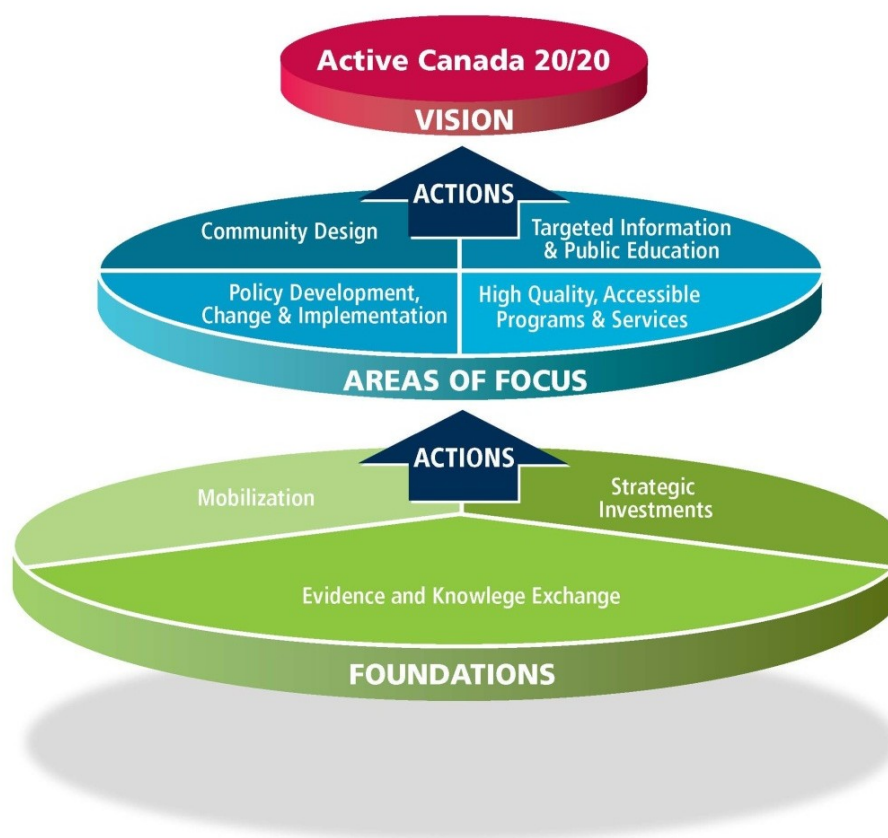 Active Canada 20/20
VISION
ACTIONS
Community Design
Targeted Information
& Public Education
Policy Development,
Change & Implementation
High Quality, Accessible
Programs & Services
AREAS OF FOCUS
ACTIONS
Mobilization
Strategic
Investments
Evidence and Knowlege Exchange
FOUNDATIONS